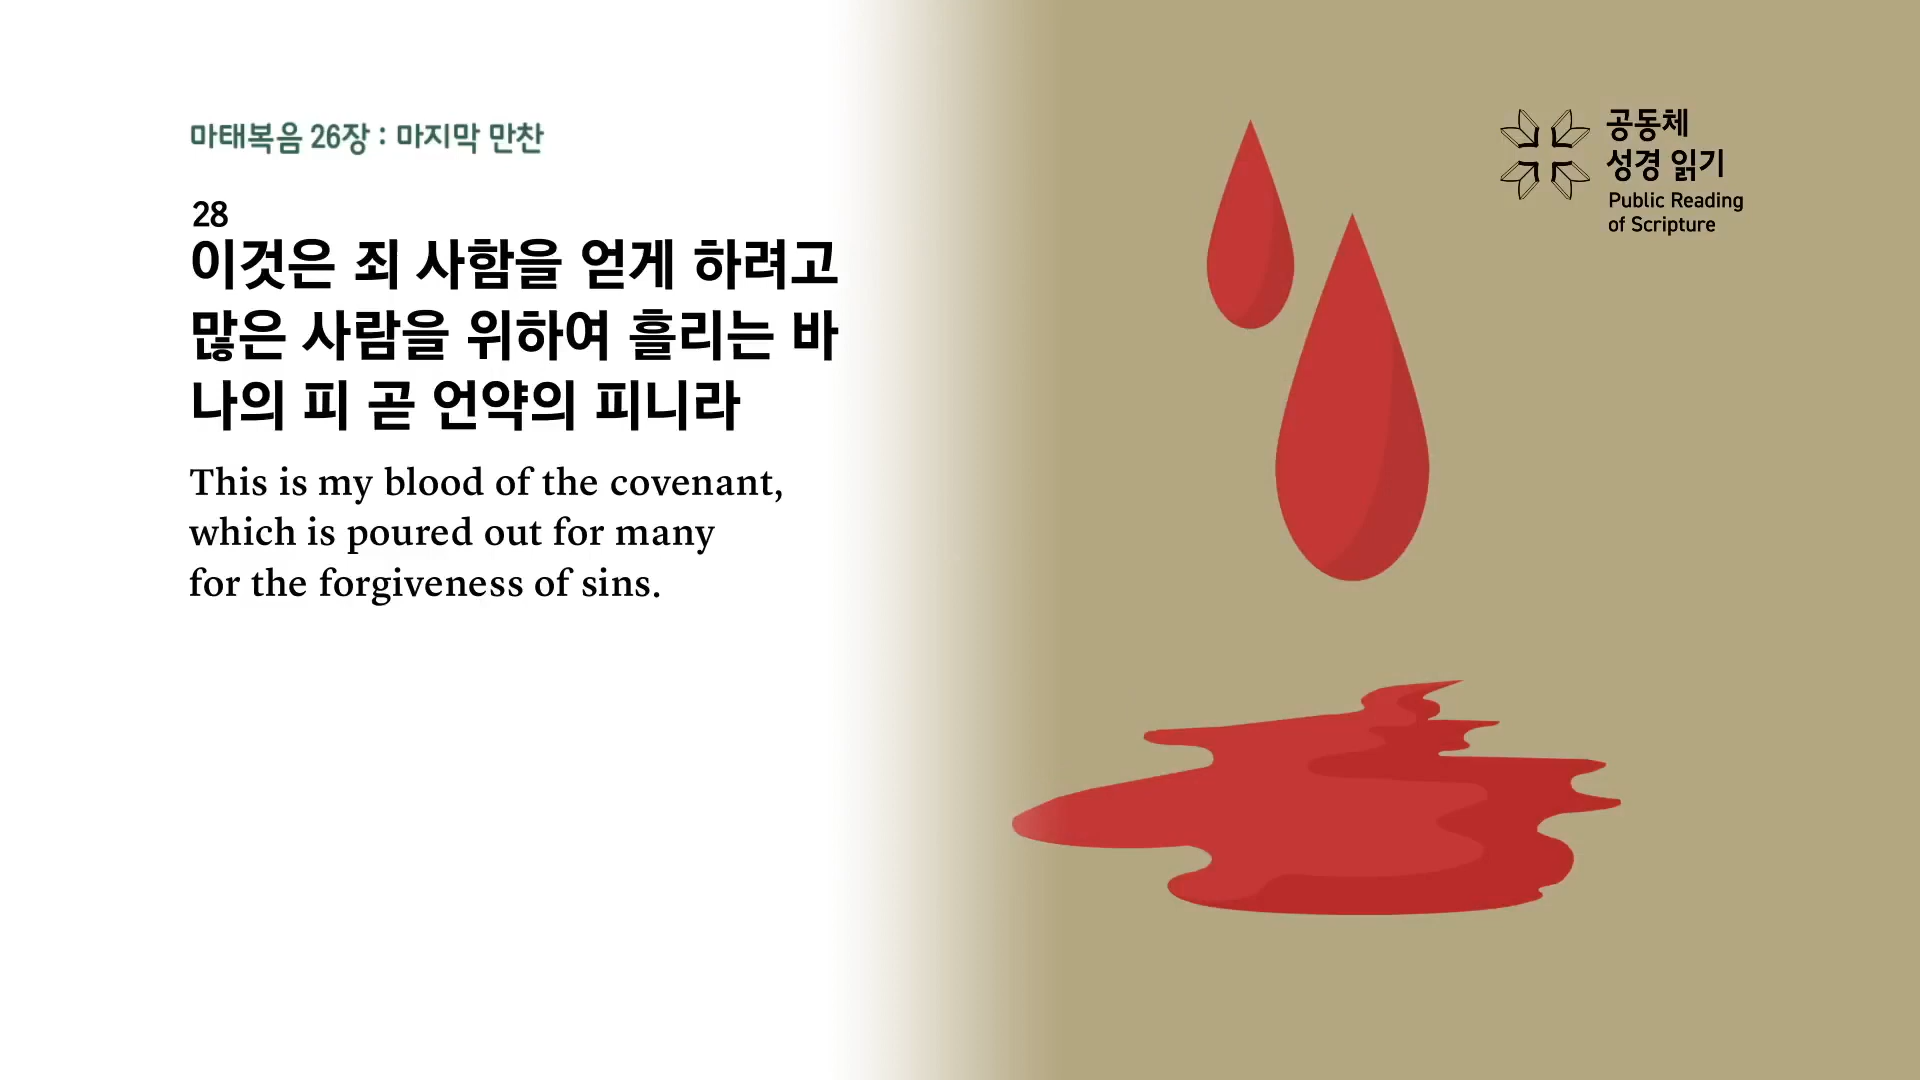 마태복음 26장 : 마지막 만찬
28
이것은 죄 사함을 얻게 하려고
많은 사람을 위하여 흘리는 바
나의 피 곧 언약의 피니라
This is my blood of the covenant,
which is poured out for many
for the forgiveness of sins.
공동체
성경 읽기
Public Reading
of Scripture